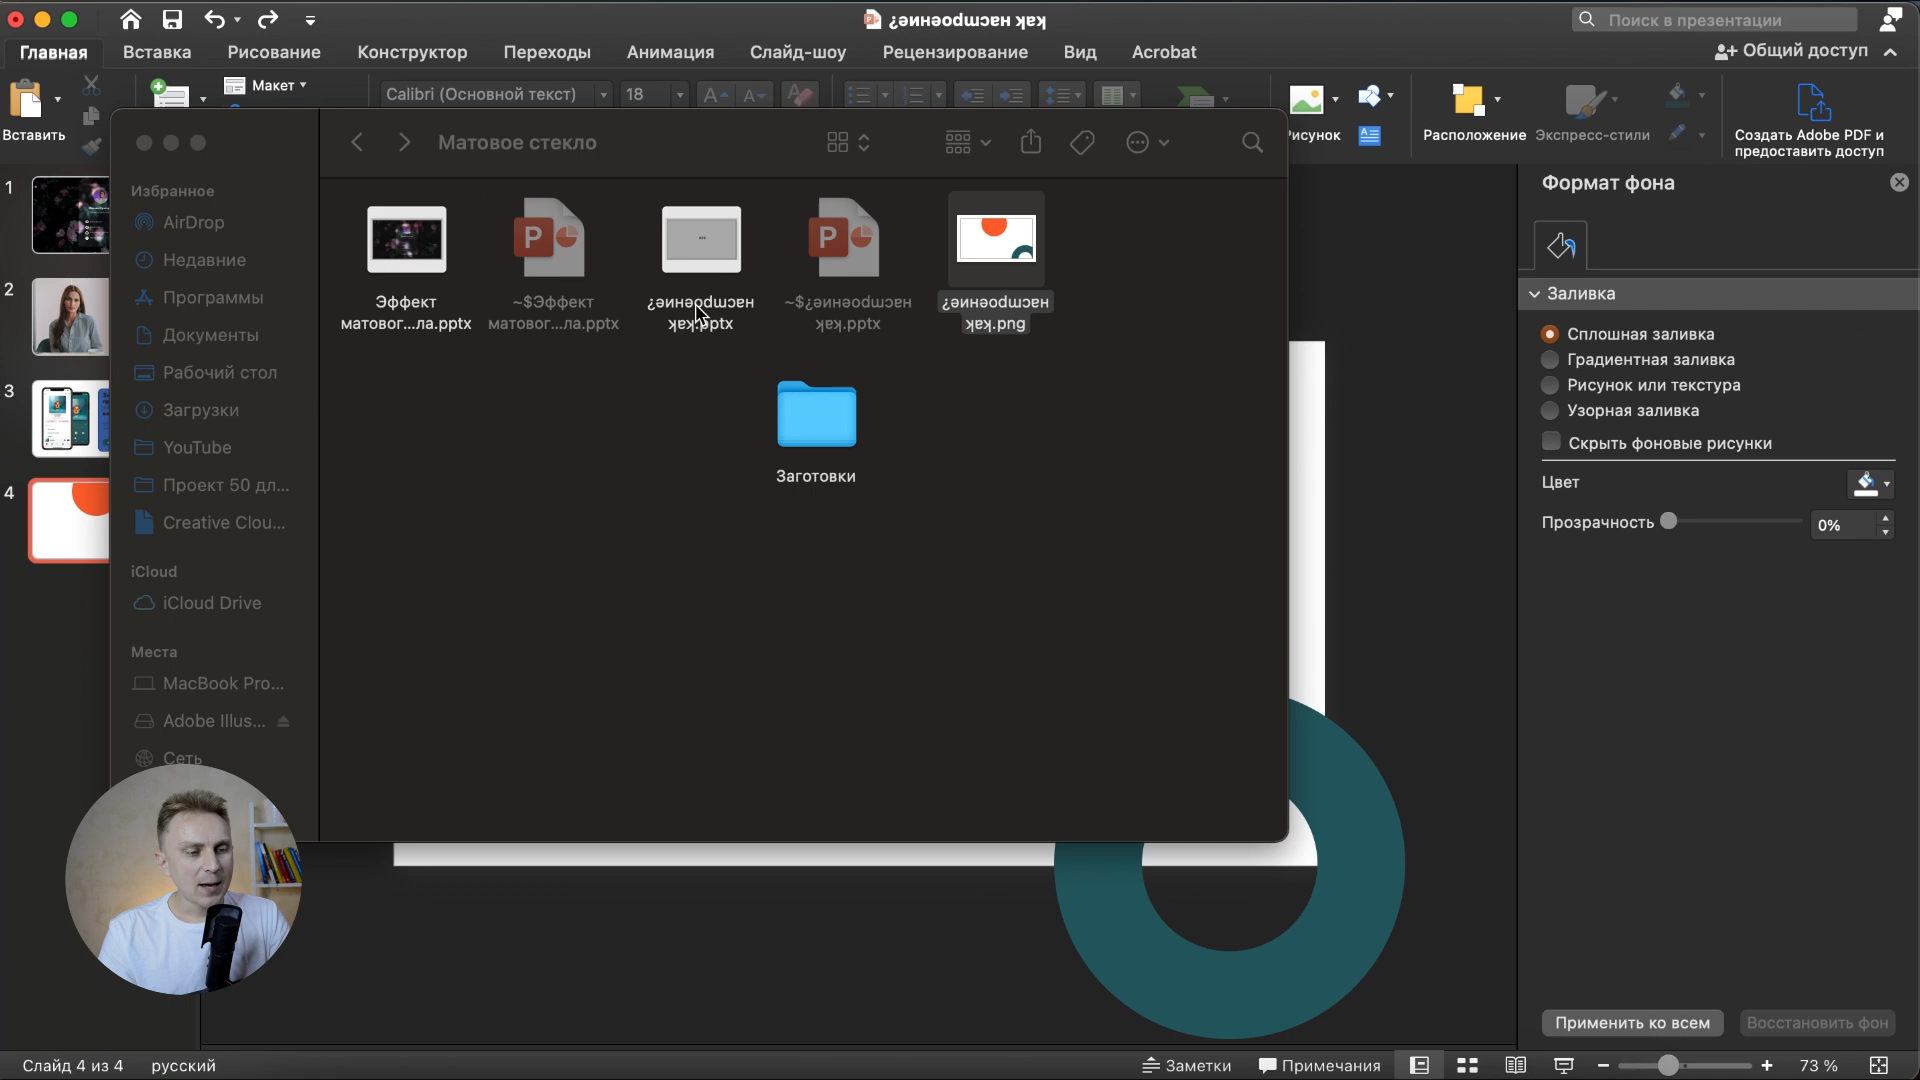 ¿ǝинǝоdɯɔɐн ʞɐʞ
Поиск в презентации
Главная
Вставка
Рисование
Конструктор
Переходы
Анимация
Слайд-шоу
Рецензирование
Вид
Acrobat
Общий доступ
Вставить
Макет
Calibri (Основной текст)
18
Рисунок
Расположение
Экспресс-стили
Создать Adobe PDF и
предоставить доступ
1
2
3
4
Матовое стекло
Избранное
AirDrop
Недавние
Программы
Документы
Рабочий стол
Загрузки
YouTube
Проект 50 дл...
Creative Clou...
iCloud
iCloud Drive
Места
MacBook Pro...
Adobe Illus...
Сеть
Эффект
матовог...ла.pptx
~$Эффект
матовог...ла.pptx
¿ǝинǝоdɯɔɐн
ʞɐʞ.pptx
~$¿ǝинǝоdɯɔɐн
ʞɐʞ.pptx
¿ǝинǝоdɯɔɐн
ʞɐʞ.png
Заготовки
Формат фона
Заливка
Сплошная заливка
Градиентная заливка
Рисунок или текстура
Узорная заливка
Скрыть фоновые рисунки
Цвет
Прозрачность
0%
Применить ко всем
Восстановить фон
Слайд 4 из 4
русский
Заметки
Примечания
73 %